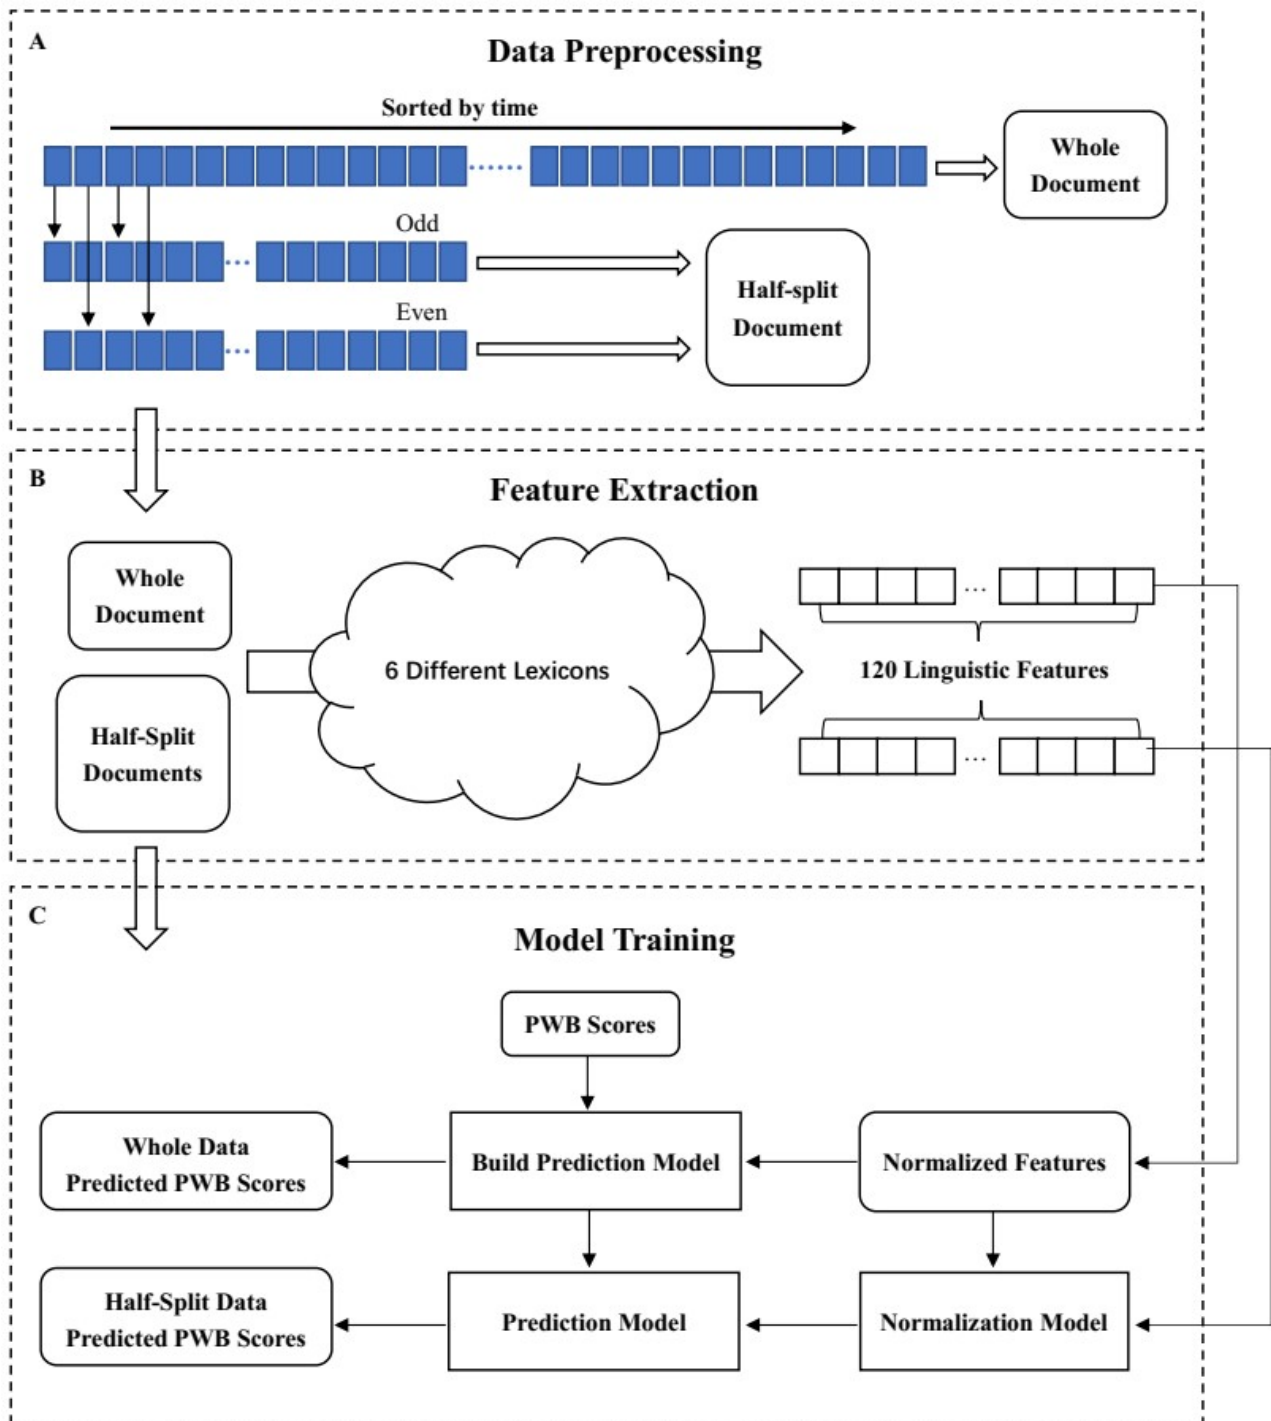 A
Data Preprocessing
Sorted by time
Whole
Document
Odd
Half-split
Document
Even
B
Feature Extraction
Whole
Document
Half-Split
Documents
6 Different Lexicons
...
120 Linguistic Features
...
C
Model Training
PWB Scores
Whole Data
Predicted PWB Scores
Build Prediction Model
Normalized Features
Half-Split Data
Predicted PWB Scores
Prediction Model
Normalization Model